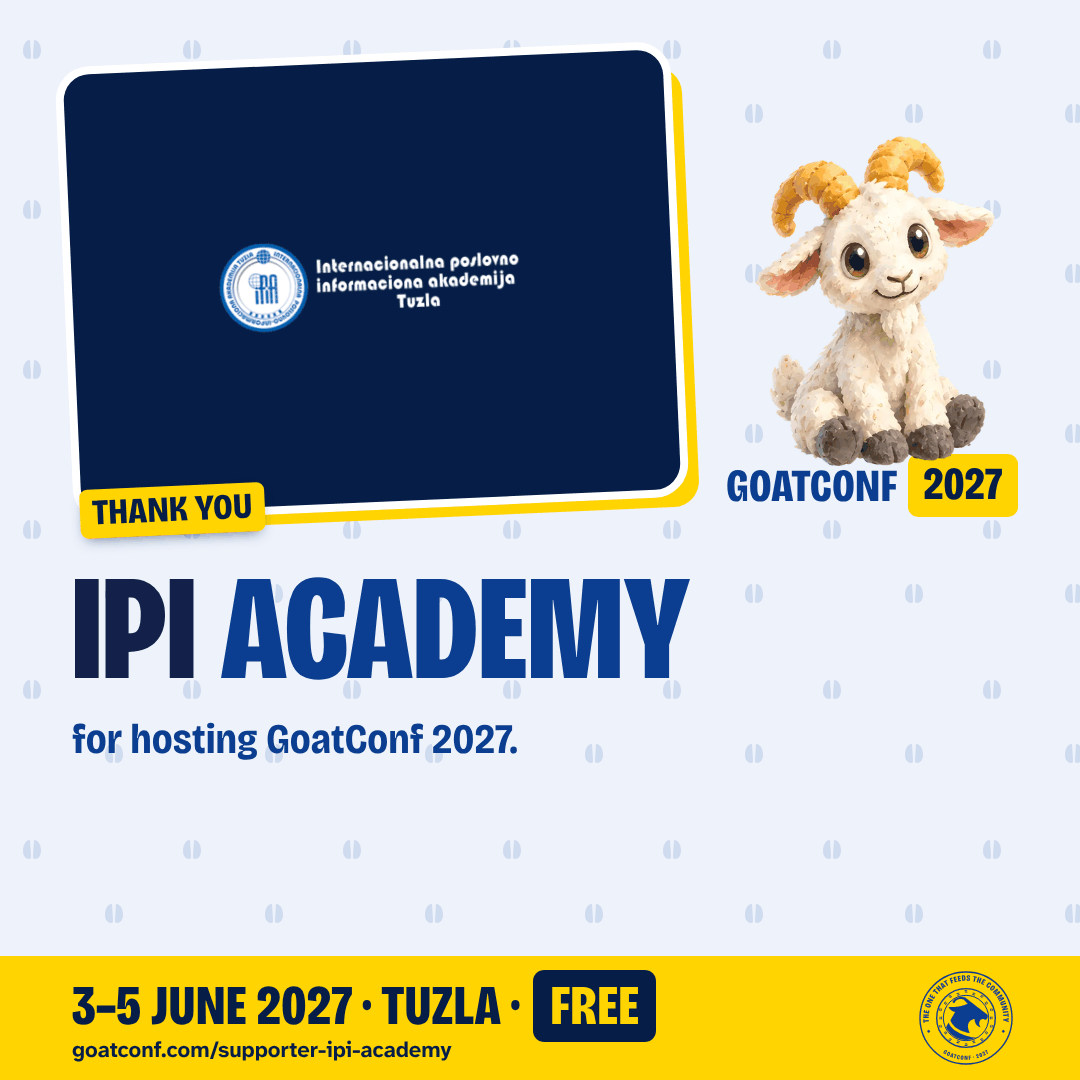 Internacionalna poslovno
informaciona akademija
Tuzla
THANK YOU
GOATCONF 2027
IPI ACADEMY
for hosting GoatConf 2027.
3–5 JUNE 2027 · TUZLA · FREE
goatconf.com/supporter-ipi-academy
THE ONE THAT FEEDS THE COMMUNITY
GOATCONF · 2027